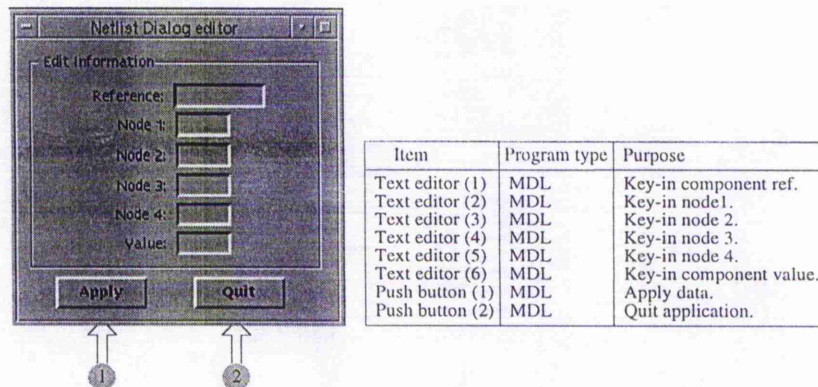 Netlist Dialog editor
Edit Information
Reference:
Node 1:
Node 2:
Node 3:
Node 4:
Value:
Apply
Quit
1
2
Item Program type Purpose
Text editor (1) MDL Key-in component ref.
Text editor (2) MDL Key-in node1.
Text editor (3) MDL Key-in node 2.
Text editor (4) MDL Key-in node 3.
Text editor (5) MDL Key-in node 4.
Text editor (6) MDL Key-in component value.
Push button (1) MDL Apply data.
Push button (2) MDL Quit application.